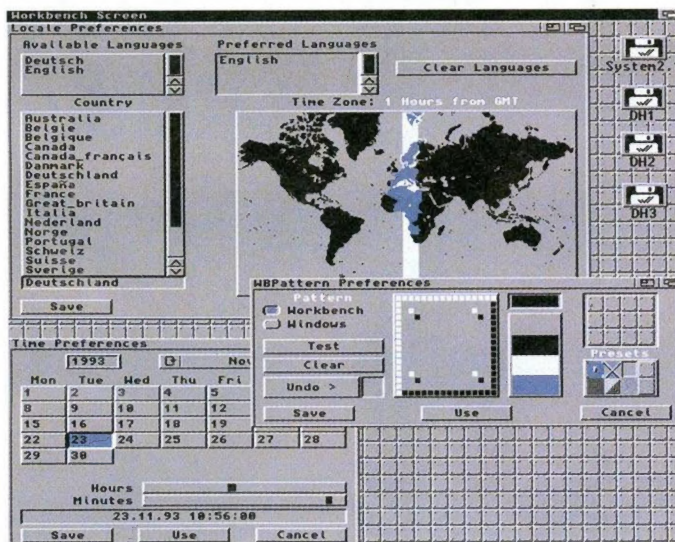 Workbench Screen
Locale Preferences
Available Languages
Preferred Languages
Deutsch
English
English
Clear Languages
Country
Time Zone: 1 Hours from GMT
Australia
Belgie
Belgique
Canada
Canada_français
Danmark
Deutschland
España
France
Great_britain
Italia
Nederland
Norge
Portugal
Schweiz
Suisse
Sverige
Deutschland
Save
System2.
DH1
DH2
DH3
WBPattern Preferences
Pattern
Workbench
Windows
Test
Clear
Undo >
Presets
Save
Use
Cancel
Time Preferences
1993
Nov
Mon Tue Wed Thu Fri
1 2 3 4 5
8 9 10 11 12
15 16 17 18 19
22 23 24 25 26 27 28
29 30
Hours
Minutes
23.11.93 10:56:00
Save
Use
Cancel